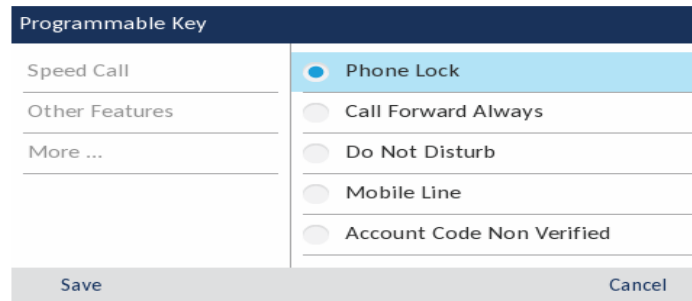 Programmable Key
Speed Call
Other Features
More ...
Phone Lock
Call Forward Always
Do Not Disturb
Mobile Line
Account Code Non Verified
Save
Cancel